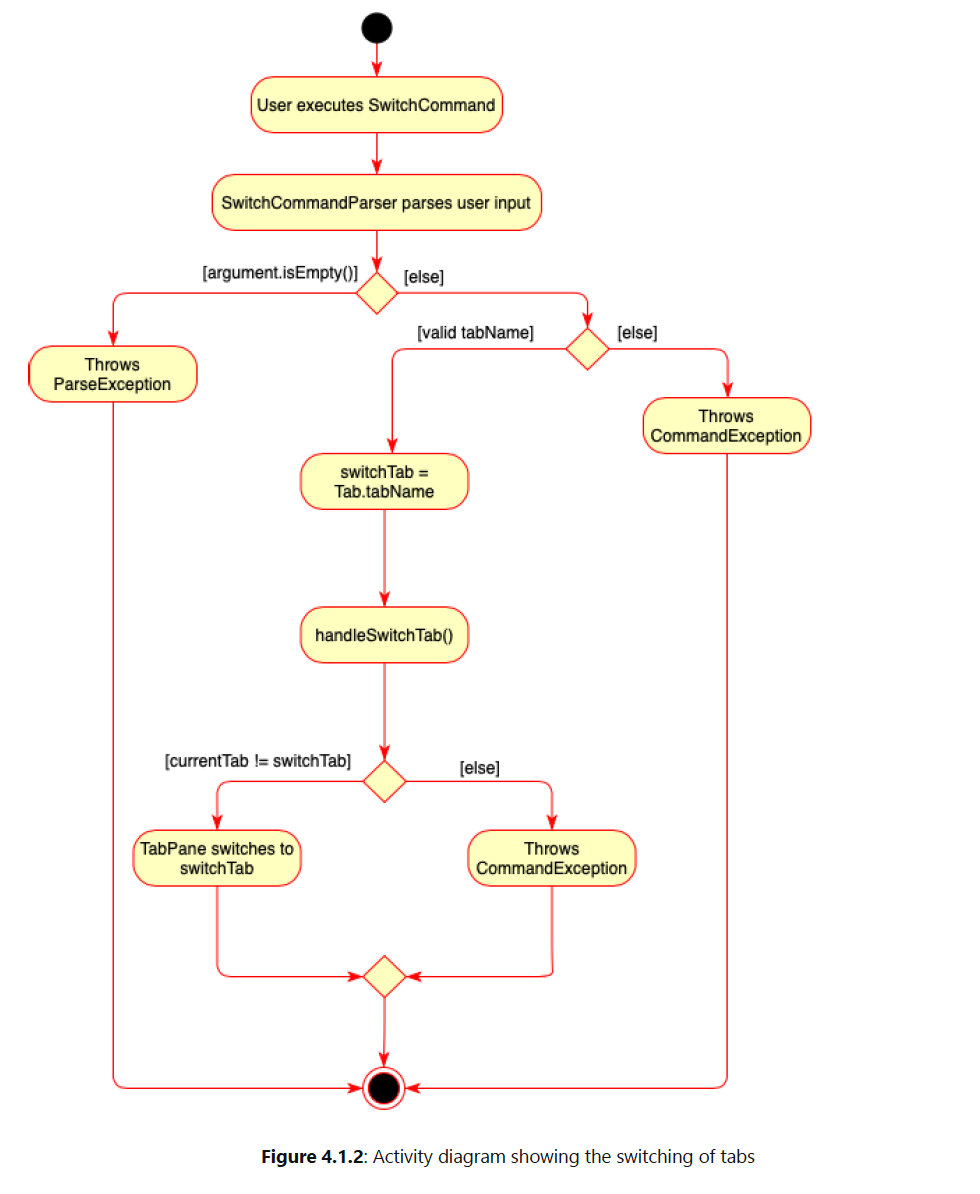 User executes SwitchCommand
SwitchCommandParser parses user input
[argument.isEmpty()]
[else]
[valid tabName]
[else]
Throws
ParseException
Throws
CommandException
switchTab =
Tab.tabName
handleSwitchTab()
[currentTab != switchTab]
[else]
TabPane switches to
switchTab
Throws
CommandException
Figure 4.1.2: Activity diagram showing the switching of tabs